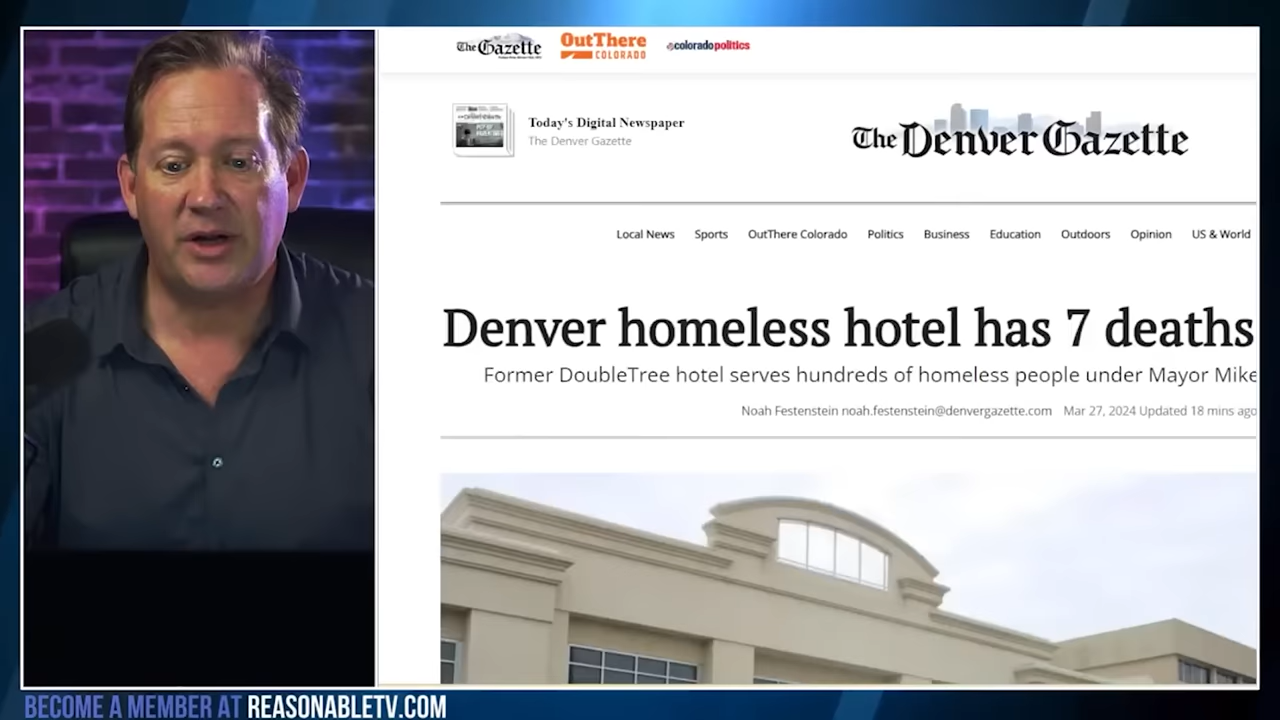 The Gazette
OutThere
COLORADO
coloradopolitics
Today's Digital Newspaper
The Denver Gazette
The Denver Gazette
Local News Sports OutThere Colorado Politics Business Education Outdoors Opinion US & World
Denver homeless hotel has 7 deaths
Former DoubleTree hotel serves hundreds of homeless people under Mayor Mike
Noah Festenstein noah.festenstein@denvergazette.com Mar 27, 2024 Updated 18 mins ago
BECOME A MEMBER AT REASONABLETV.COM